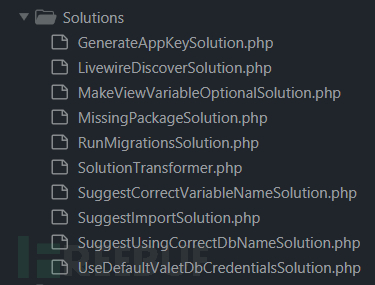 Solutions
GenerateAppKeySolution.php
LivewireDiscoverSolution.php
MakeViewVariableOptionalSolution.php
MissingPackageSolution.php
RunMigrationsSolution.php
SolutionTransformer.php
SuggestCorrectVariableNameSolution.php
SuggestImportSolution.php
SuggestUsingCorrectDbNameSolution.php
UseDefaultValetDbCredentialsSolution.php
FREEBUF